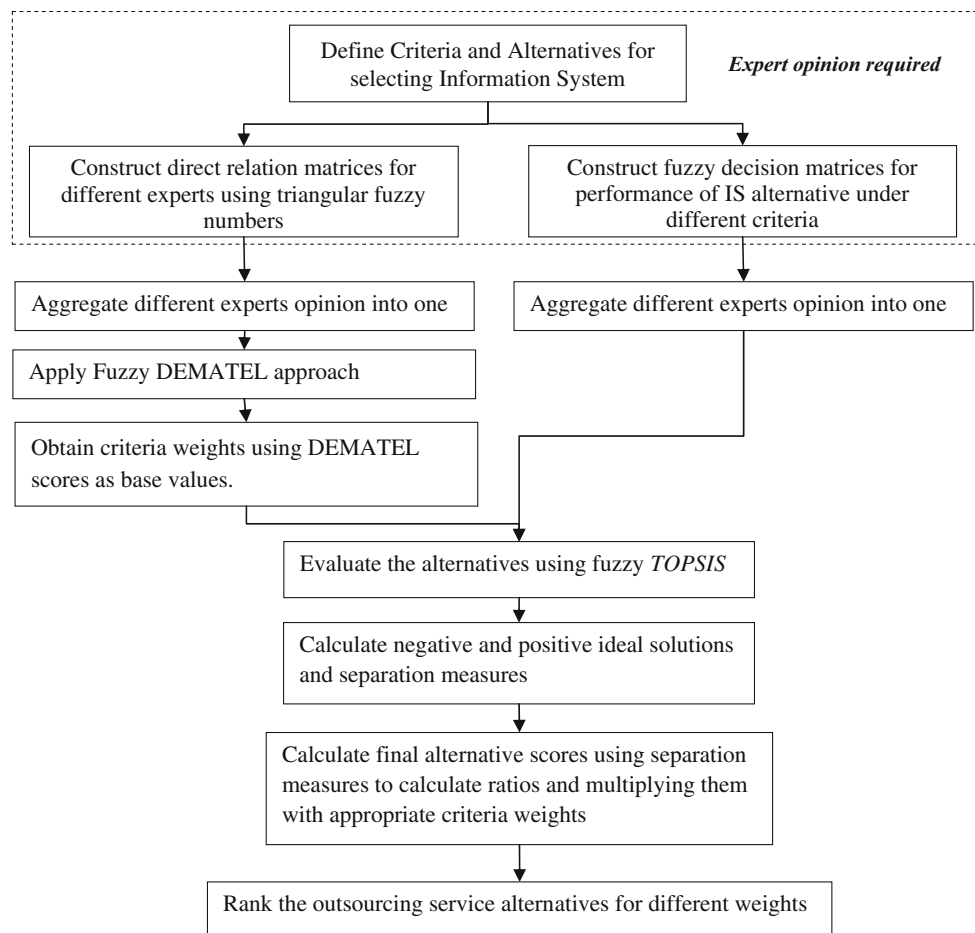 Define Criteria and Alternatives for
selecting Information System
Expert opinion required
Construct direct relation matrices for
different experts using triangular fuzzy
numbers
Construct fuzzy decision matrices for
performance of IS alternative under
different criteria
Aggregate different experts opinion into one
Aggregate different experts opinion into one
Apply Fuzzy DEMATEL approach
Obtain criteria weights using DEMATEL
scores as base values.
Evaluate the alternatives using fuzzy TOPSIS
Calculate negative and positive ideal solutions
and separation measures
Calculate final alternative scores using separation
measures to calculate ratios and multiplying them
with appropriate criteria weights
Rank the outsourcing service alternatives for different weights